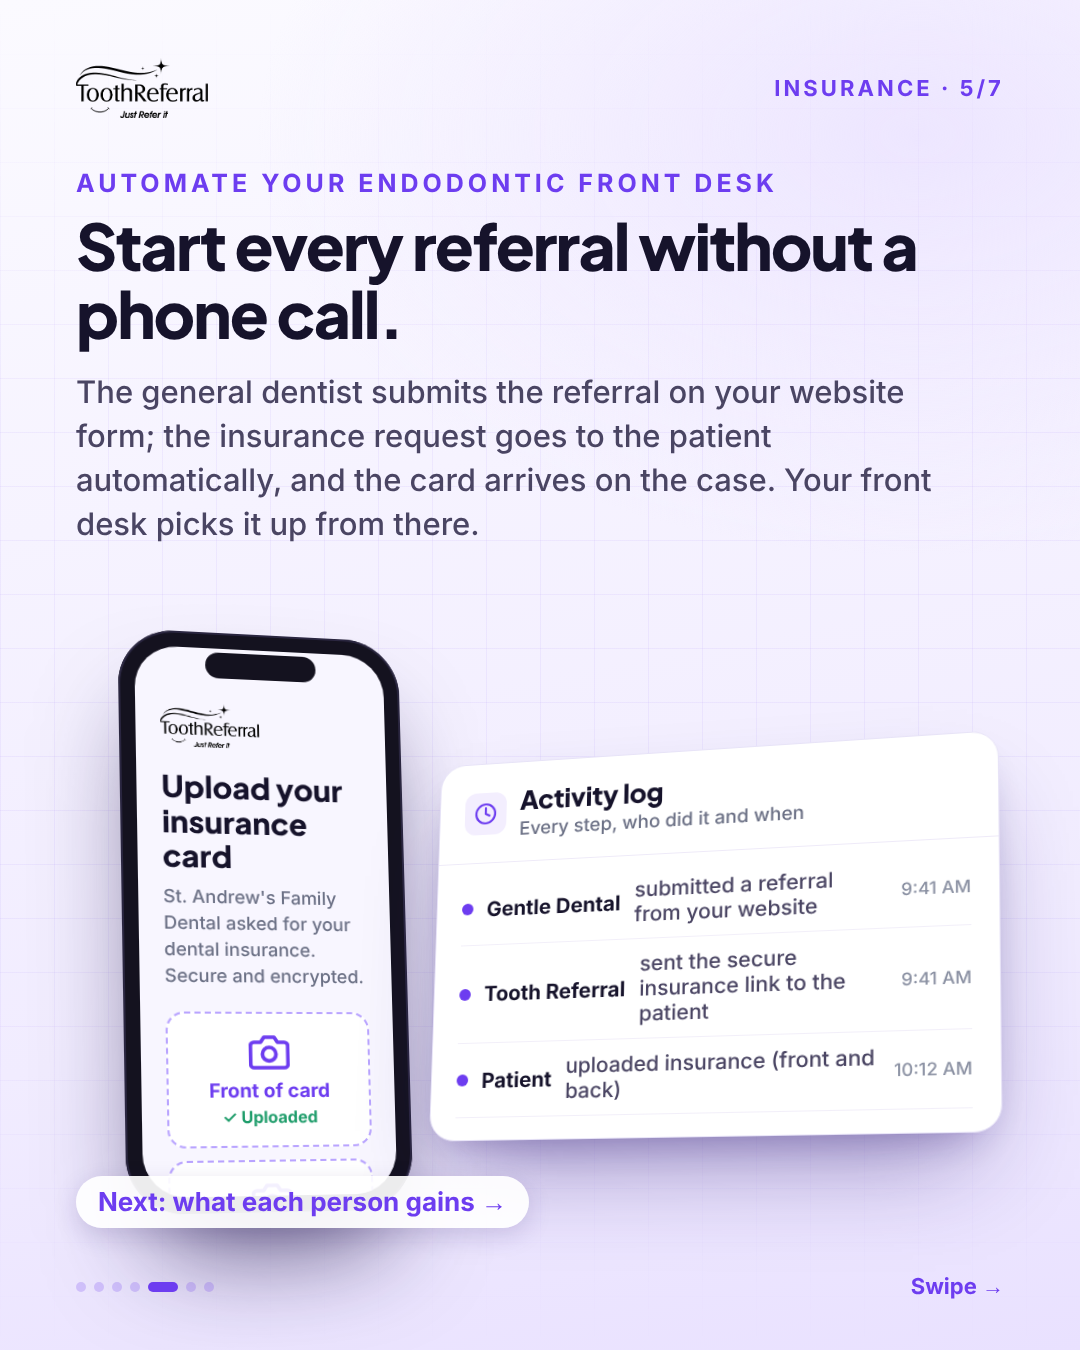 ToothReferral
Just Refer it
INSURANCE · 5/7
AUTOMATE YOUR ENDODONTIC FRONT DESK
Start every referral without a
phone call.
The general dentist submits the referral on your website
form; the insurance request goes to the patient
automatically, and the card arrives on the case. Your front
desk picks it up from there.
ToothReferral
Just Refer it
Upload your
insurance
card
St. Andrew's Family
Dental asked for your
dental insurance.
Secure and encrypted.
Front of card
✓ Uploaded
Activity log
Every step, who did it and when
Gentle Dental submitted a referral 9:41 AM
from your website
Tooth Referral sent the secure 9:41 AM
insurance link to the
patient
Patient uploaded insurance (front and 10:12 AM
back)
Next: what each person gains →
Swipe →